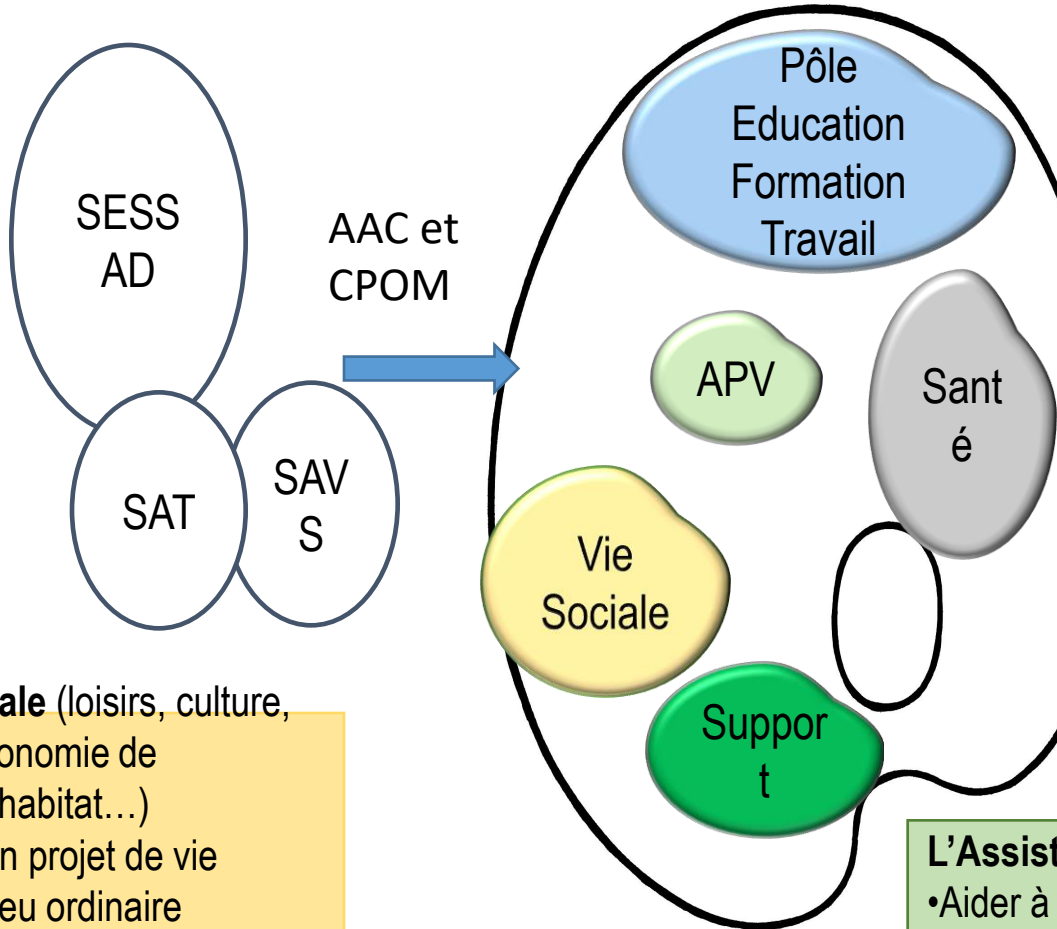 SESS
AD
SAT
SAV
S
AAC et
CPOM
Pôle
Education
Formation
Travail
APV
Sant
é
Vie
Sociale
Suppor
t
ale (loisirs, culture,
onomie de
habitat…)
n projet de vie
eu ordinaire
L’Assist
•Aider à